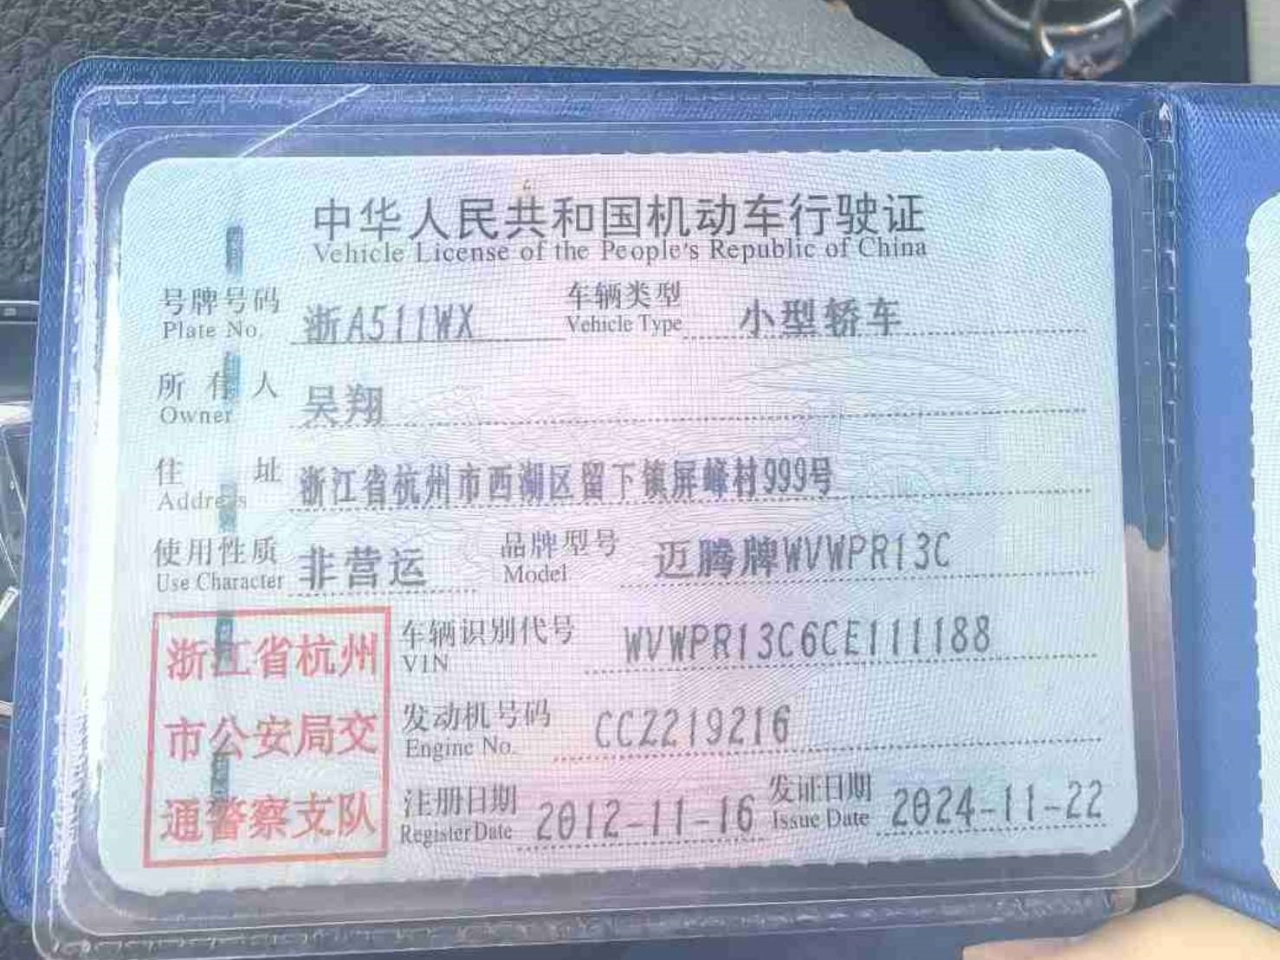 中华人民共和国机动车行驶证
Vehicle License of the People's Republic of China
号牌号码 浙A511WX 车辆类型 小型轿车
Plate No. Vehicle Type
所有人 吴翔
Owner
住址 浙江省杭州市西湖区留下镇屏峰村999号
Address
使用性质 非营运 品牌型号 迈腾牌WVWPR13C
Use Character Model
车辆识别代号 WVWPR13C6CE111188
VIN
发动机号码 CCZ219216
Engine No.
注册日期 2012-11-16 发证日期 2024-11-22
Register Date Issue Date
浙江省杭州
市公安局交
通警察支队